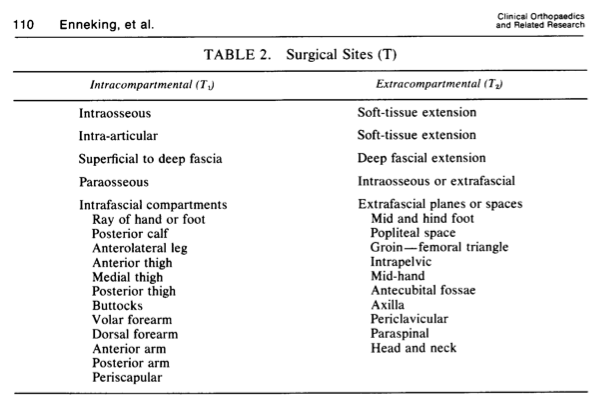 110 Enneking, et al.
Clinical Orthopaedics
and Related Research
TABLE 2. Surgical Sites (T)
Intracompartmental (T₁) Extracompartmental (T₂)
Intraosseous Soft-tissue extension
Intra-articular Soft-tissue extension
Superficial to deep fascia Deep fascial extension
Paraosseous Intraosseous or extrafascial
Intrafascial compartments Extrafascial planes or spaces
Ray of hand or foot Mid and hind foot
Posterior calf Popliteal space
Anterolateral leg Groin—femoral triangle
Anterior thigh Intrapelvic
Medial thigh Mid-hand
Posterior thigh Antecubital fossae
Buttocks Axilla
Volar forearm Periclavicular
Dorsal forearm Paraspinal
Anterior arm Head and neck
Posterior arm
Periscapular